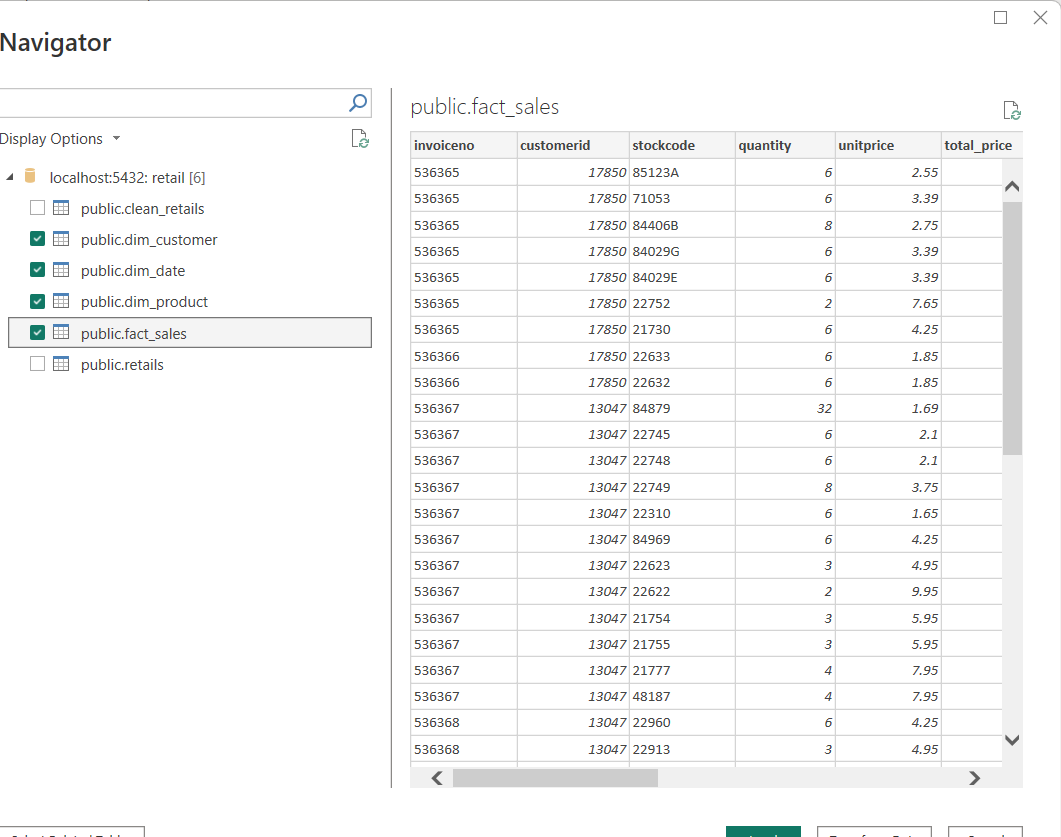 Navigator
Display Options
localhost:5432: retail [6]
public.clean_retails
public.dim_customer
public.dim_date
public.dim_product
public.fact_sales
public.retails
public.fact_sales
invoiceno customerid stockcode quantity unitprice total_price
536365 17850 85123A 6 2.55
536365 17850 71053 6 3.39
536365 17850 84406B 8 2.75
536365 17850 84029G 6 3.39
536365 17850 84029E 6 3.39
536365 17850 22752 2 7.65
536365 17850 21730 6 4.25
536366 17850 22633 6 1.85
536366 17850 22632 6 1.85
536367 13047 84879 32 1.69
536367 13047 22745 6 2.1
536367 13047 22748 6 2.1
536367 13047 22749 8 3.75
536367 13047 22310 6 1.65
536367 13047 84969 6 4.25
536367 13047 22623 3 4.95
536367 13047 22622 2 9.95
536367 13047 21754 3 5.95
536367 13047 21755 3 5.95
536367 13047 21777 4 7.95
536367 13047 48187 4 7.95
536368 13047 22960 6 4.25
536368 13047 22913 3 4.95